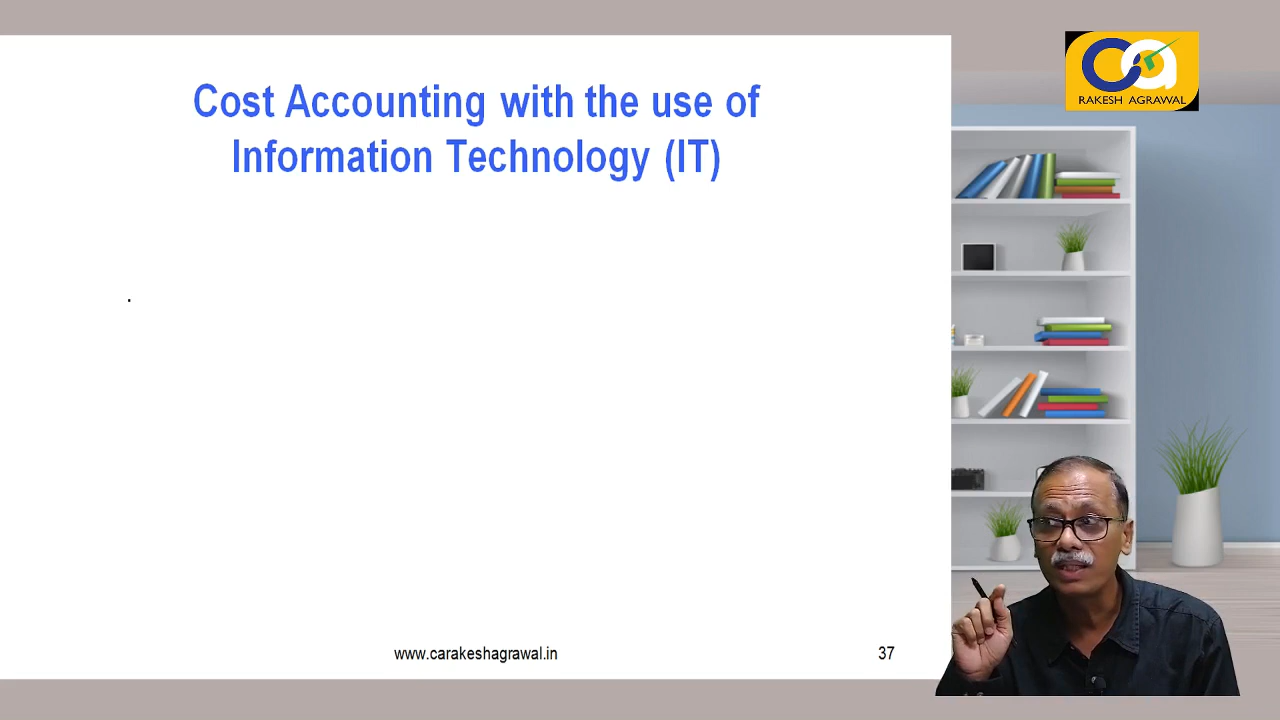 Cost Accounting with the use of
Information Technology (IT)
.
www.carakeshagrawal.in
37
ca
RAKESH AGRAWAL